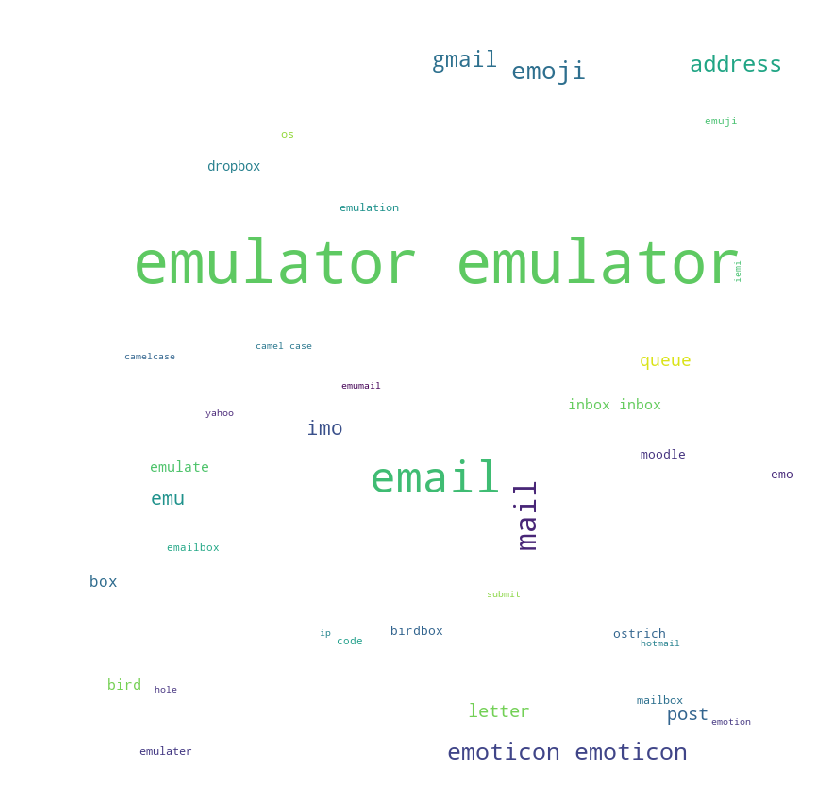 gmail
emoji
address
emuji
os
dropbox
emulation
emulator emulator
iemi
camel case
camelcase
queue
emumail
inbox inbox
yahoo
imo
moodle
emulate
email
emo
emu
mail
emailbox
box
submit
ip
birdbox
ostrich
code
hotmail
bird
hole
mailbox
letter
post
emotion
emulater
emoticon emoticon